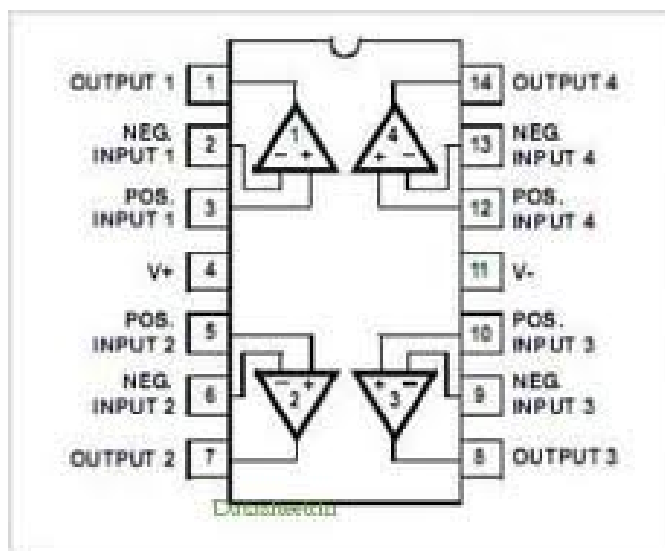 OUTPUT 1 1
14 OUTPUT 4
NEG.
INPUT 1 2
13 NEG.
INPUT 4
1
- +
4
+ -
POS.
INPUT 1 3
12 POS.
INPUT 4
V+ 4
11 V-
POS.
INPUT 2 5
10 POS.
INPUT 3
- +
2
+ -
3
NEG.
INPUT 2 6
9 NEG.
INPUT 3
OUTPUT 2 7
8 OUTPUT 3